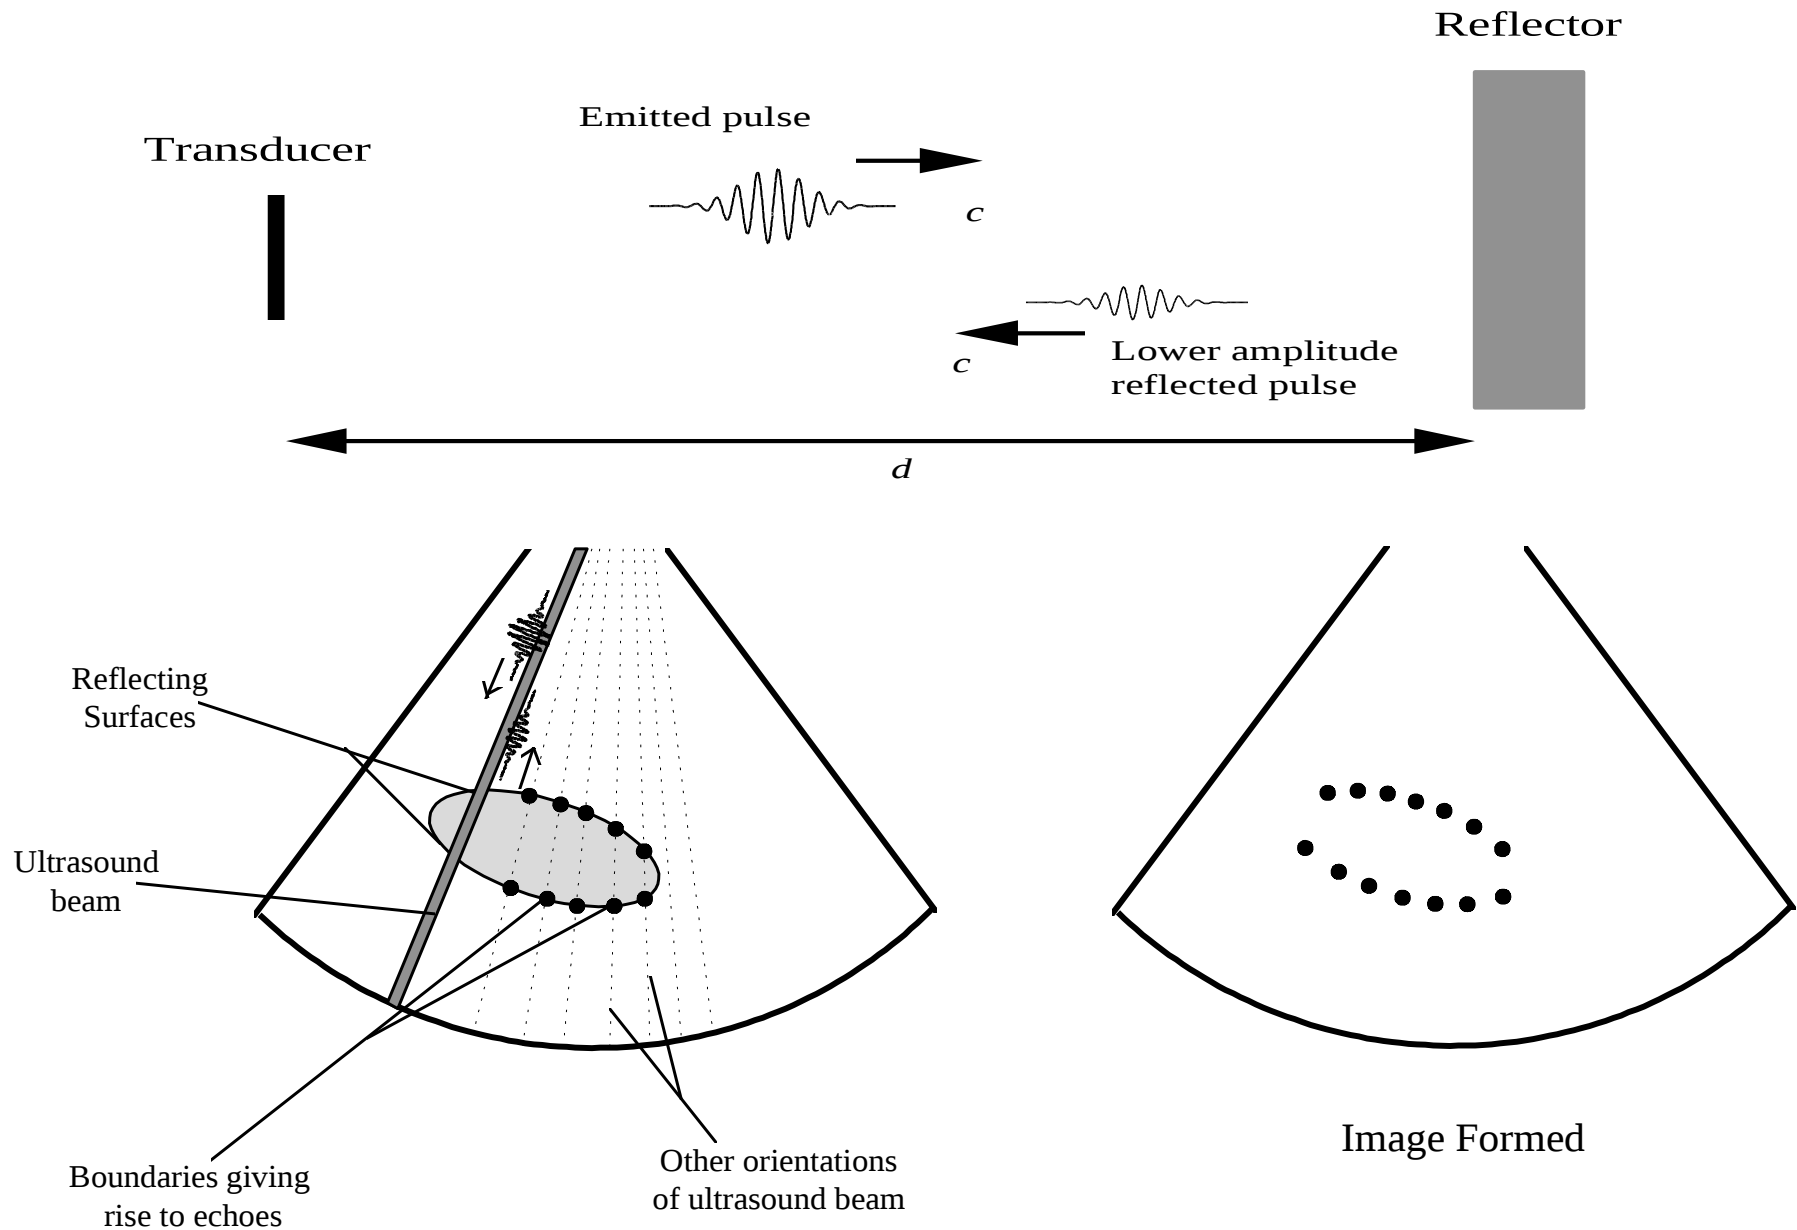 Reflector
Emitted pulse
Transducer
c
c
Lower amplitude
reflected pulse
d
Reflecting
Surfaces
Ultrasound
beam
Image Formed
Boundaries giving
rise to echoes
Other orientations
of ultrasound beam